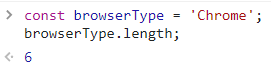 > const browserType = 'Chrome';
browserType.length;
<· 6